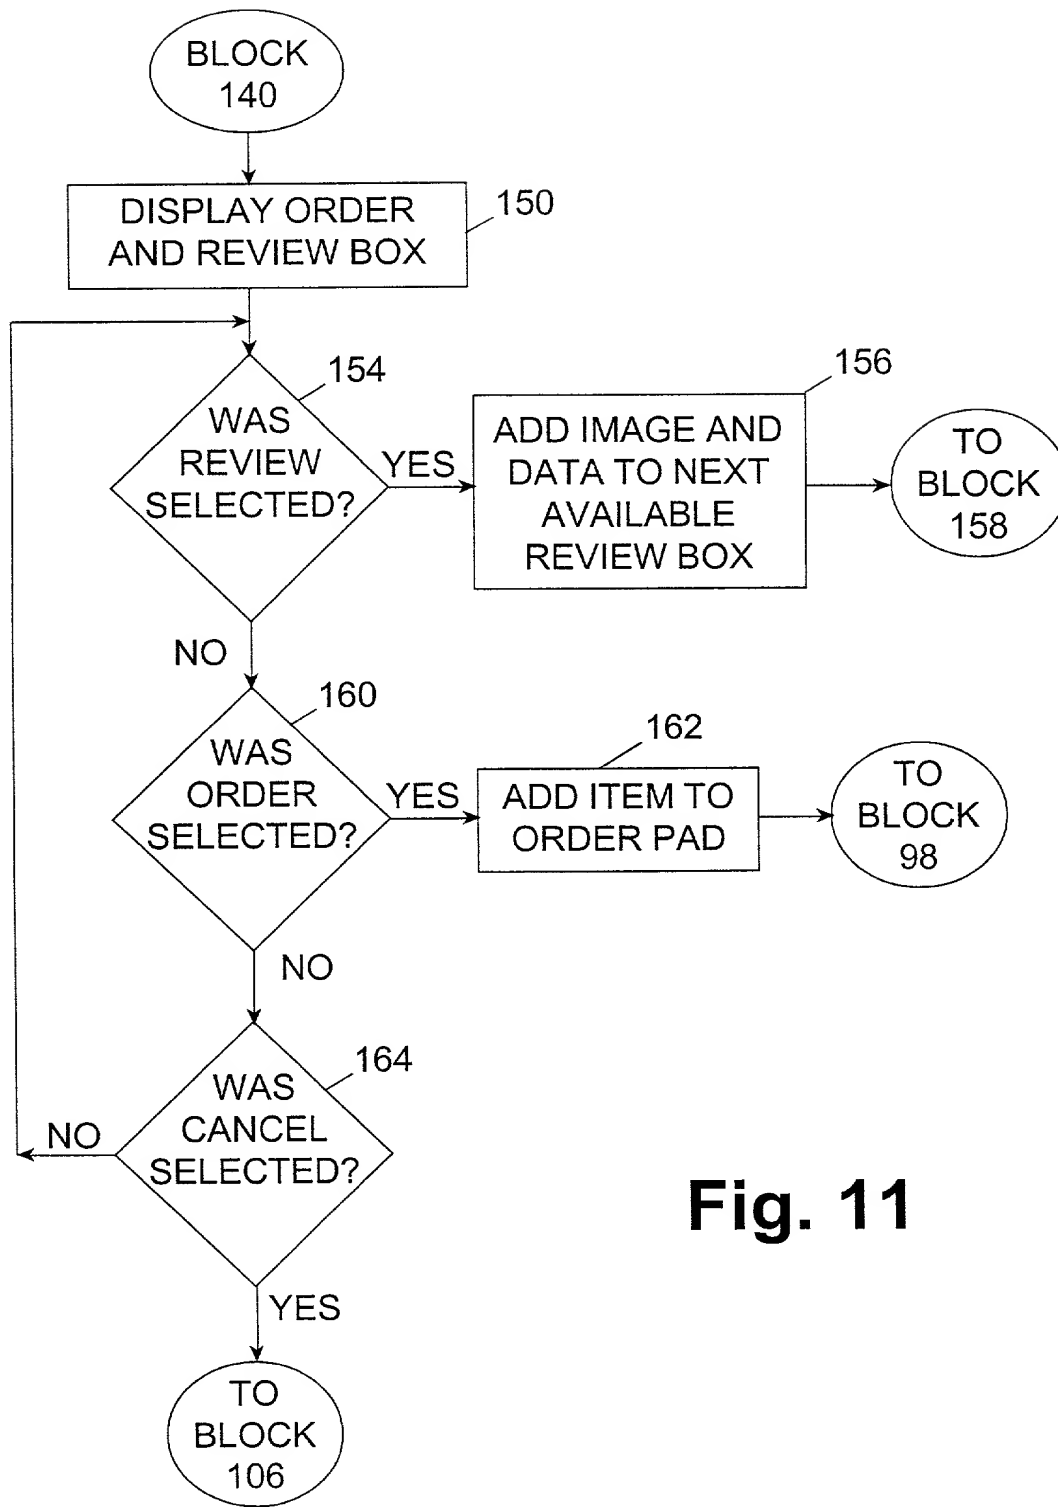 BLOCK
140
DISPLAY ORDER
AND REVIEW BOX
150
154
WAS
REVIEW
SELECTED?
YES
156
ADD IMAGE AND
DATA TO NEXT
AVAILABLE
REVIEW BOX
TO
BLOCK
158
NO
160
WAS
ORDER
SELECTED?
YES
162
ADD ITEM TO
ORDER PAD
TO
BLOCK
98
NO
164
WAS
CANCEL
SELECTED?
NO
YES
TO
BLOCK
106
Fig. 11